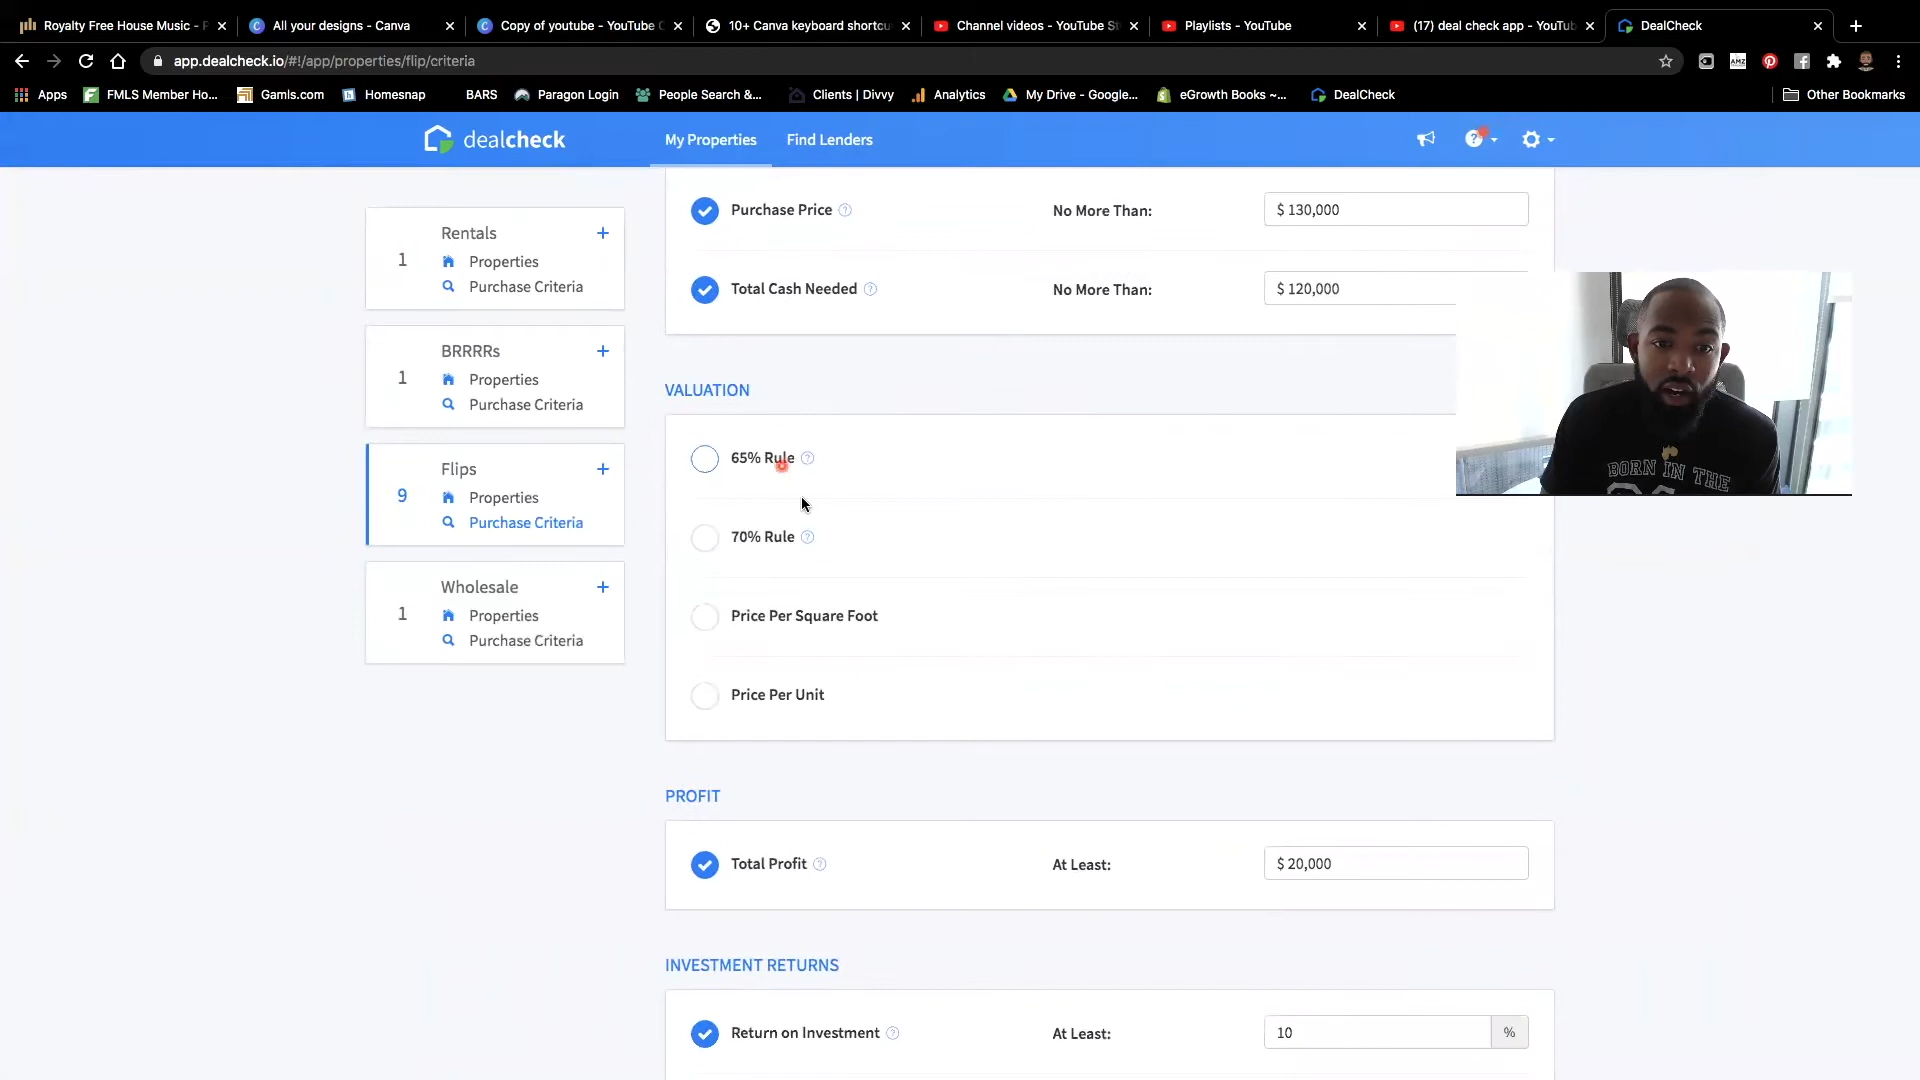 Royalty Free House Music - F
All your designs - Canva
Copy of youtube - YouTube C
10+ Canva keyboard shortcu
Channel videos - YouTube St
Playlists - YouTube
(17) deal check app - YouTub
DealCheck
app.dealcheck.io/#!/app/properties/flip/criteria
Apps
FMLS Member Ho...
Gamls.com
Homesnap
BARS
Paragon Login
People Search &...
Clients | Divvy
Analytics
My Drive - Google...
eGrowth Books ~...
DealCheck
Other Bookmarks
dealcheck
My Properties
Find Lenders
Rentals
1
Properties
Purchase Criteria
BRRRRs
1
Properties
Purchase Criteria
Flips
9
Properties
Purchase Criteria
Wholesale
1
Properties
Purchase Criteria
Purchase Price
No More Than:
$ 130,000
Total Cash Needed
No More Than:
$ 120,000
VALUATION
65% Rule
70% Rule
Price Per Square Foot
Price Per Unit
PROFIT
Total Profit
At Least:
$ 20,000
INVESTMENT RETURNS
Return on Investment
At Least:
10 %
BORN IN THE